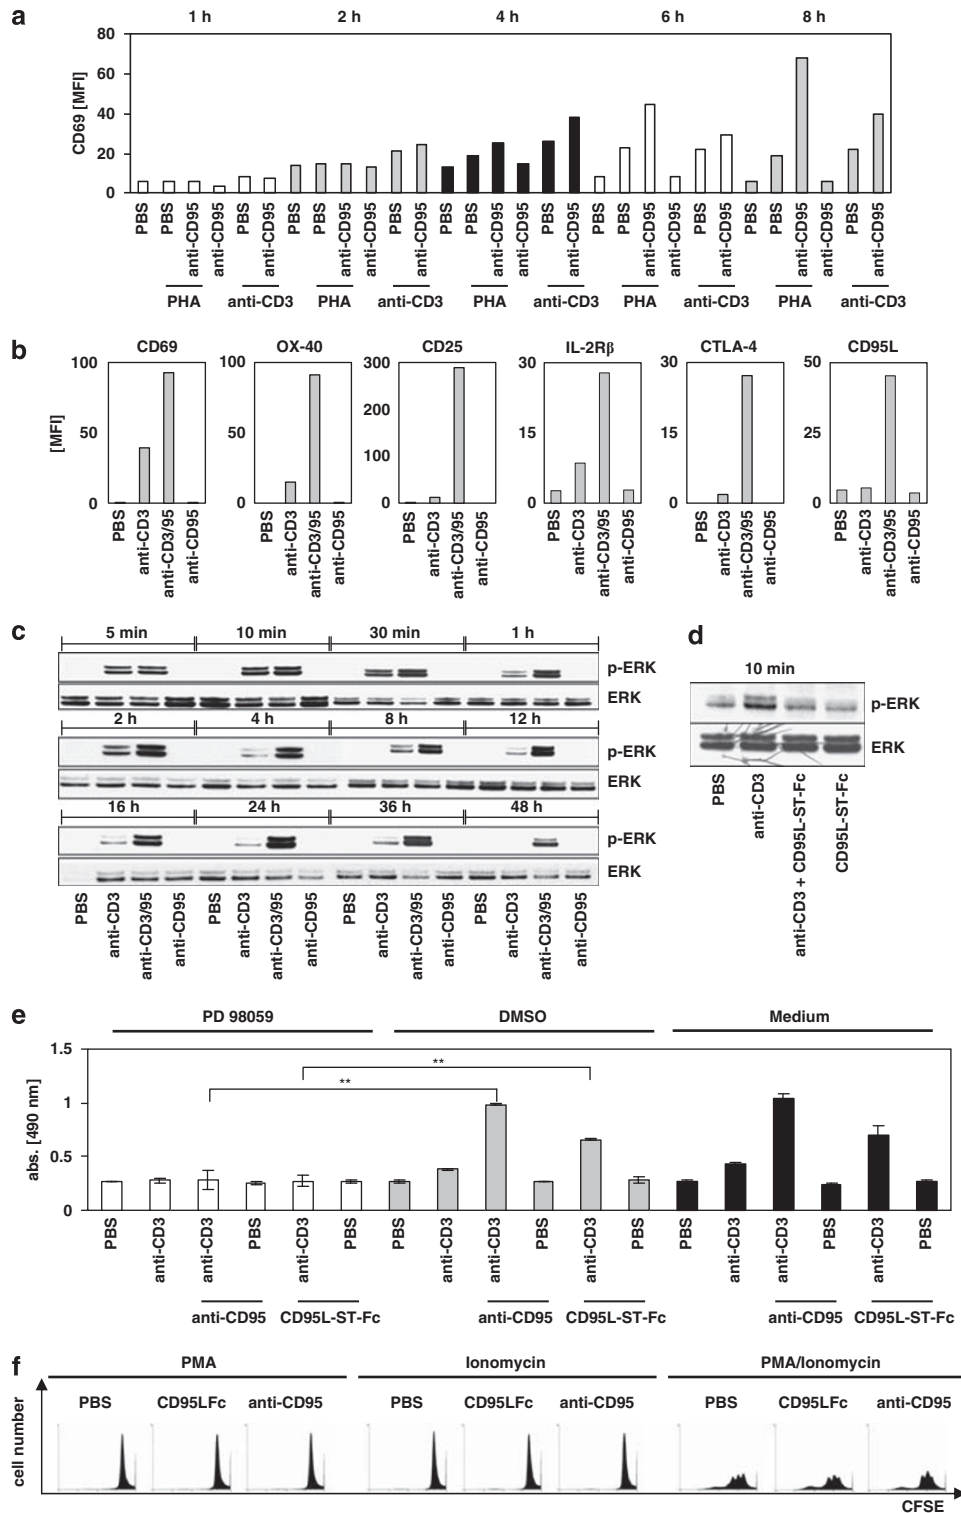 a
1 h 2 h 4 h 6 h 8 h
CD69 [MFI]
80
60
40
20
0
PBS PBS anti-CD95 anti-CD95 PBS anti-CD95 PBS PBS anti-CD95 anti-CD95 PBS anti-CD95 PBS PBS anti-CD95 anti-CD95 PBS anti-CD95 PBS PBS anti-CD95 anti-CD95 PBS anti-CD95 PBS PBS anti-CD95 anti-CD95 PBS anti-CD95
PHA anti-CD3 PHA anti-CD3 PHA anti-CD3 PHA anti-CD3 PHA anti-CD3
b
CD69 OX-40 CD25 IL-2Rβ CTLA-4 CD95L
[MFI]
100 100 300 30 30 50
200
50 50 15 15 25
100
0 0 0 0 0 0
PBS anti-CD3 anti-CD3/95 anti-CD95 PBS anti-CD3 anti-CD3/95 anti-CD95 PBS anti-CD3 anti-CD3/95 anti-CD95 PBS anti-CD3 anti-CD3/95 anti-CD95 PBS anti-CD3 anti-CD3/95 anti-CD95 PBS anti-CD3 anti-CD3/95 anti-CD95
c
5 min 10 min 30 min 1 h
p-ERK
ERK
2 h 4 h 8 h 12 h
p-ERK
ERK
16 h 24 h 36 h 48 h
p-ERK
ERK
PBS anti-CD3 anti-CD3/95 anti-CD95 PBS anti-CD3 anti-CD3/95 anti-CD95 PBS anti-CD3 anti-CD3/95 anti-CD95 PBS anti-CD3 anti-CD3/95 anti-CD95
d
10 min
p-ERK
ERK
PBS anti-CD3 anti-CD3 + CD95L-ST-Fc CD95L-ST-Fc
e
PD 98059 DMSO Medium
abs. [490 nm]
1.5
1
0.5
0
**
**
PBS anti-CD3 anti-CD3 PBS anti-CD3 PBS PBS anti-CD3 anti-CD3 PBS anti-CD3 PBS PBS anti-CD3 anti-CD3 PBS anti-CD3 PBS
anti-CD95 CD95L-ST-Fc anti-CD95 CD95L-ST-Fc anti-CD95 CD95L-ST-Fc
f
PMA Ionomycin PMA/Ionomycin
cell number
PBS CD95LFc anti-CD95 PBS CD95LFc anti-CD95 PBS CD95LFc anti-CD95
CFSE